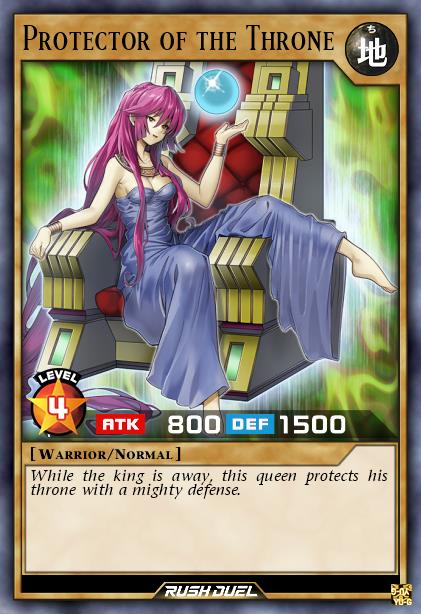 PROTECTOR OF THE THRONE
ち
地
LEVEL
4
ATK 800 DEF 1500
[WARRIOR/NORMAL]
While the king is away, this queen protects his
throne with a mighty defense.
RUSH DUEL